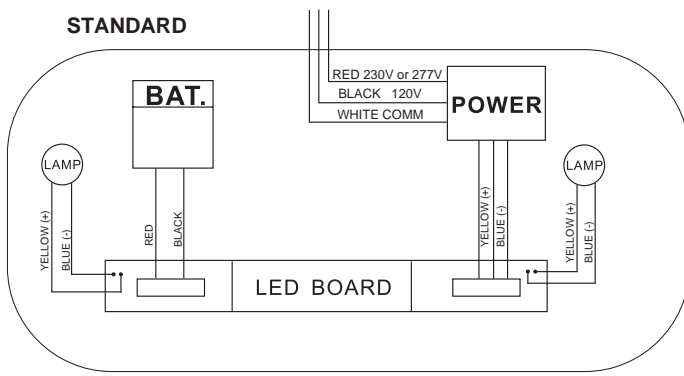 STANDARD
RED 230V or 277V
BLACK 120V
WHITE COMM
BAT.
POWER
LAMP
LAMP
YELLOW (+)
BLUE (-)
RED
BLACK
YELLOW (+)
BLUE (-)
YELLOW (+)
BLUE (-)
LED BOARD